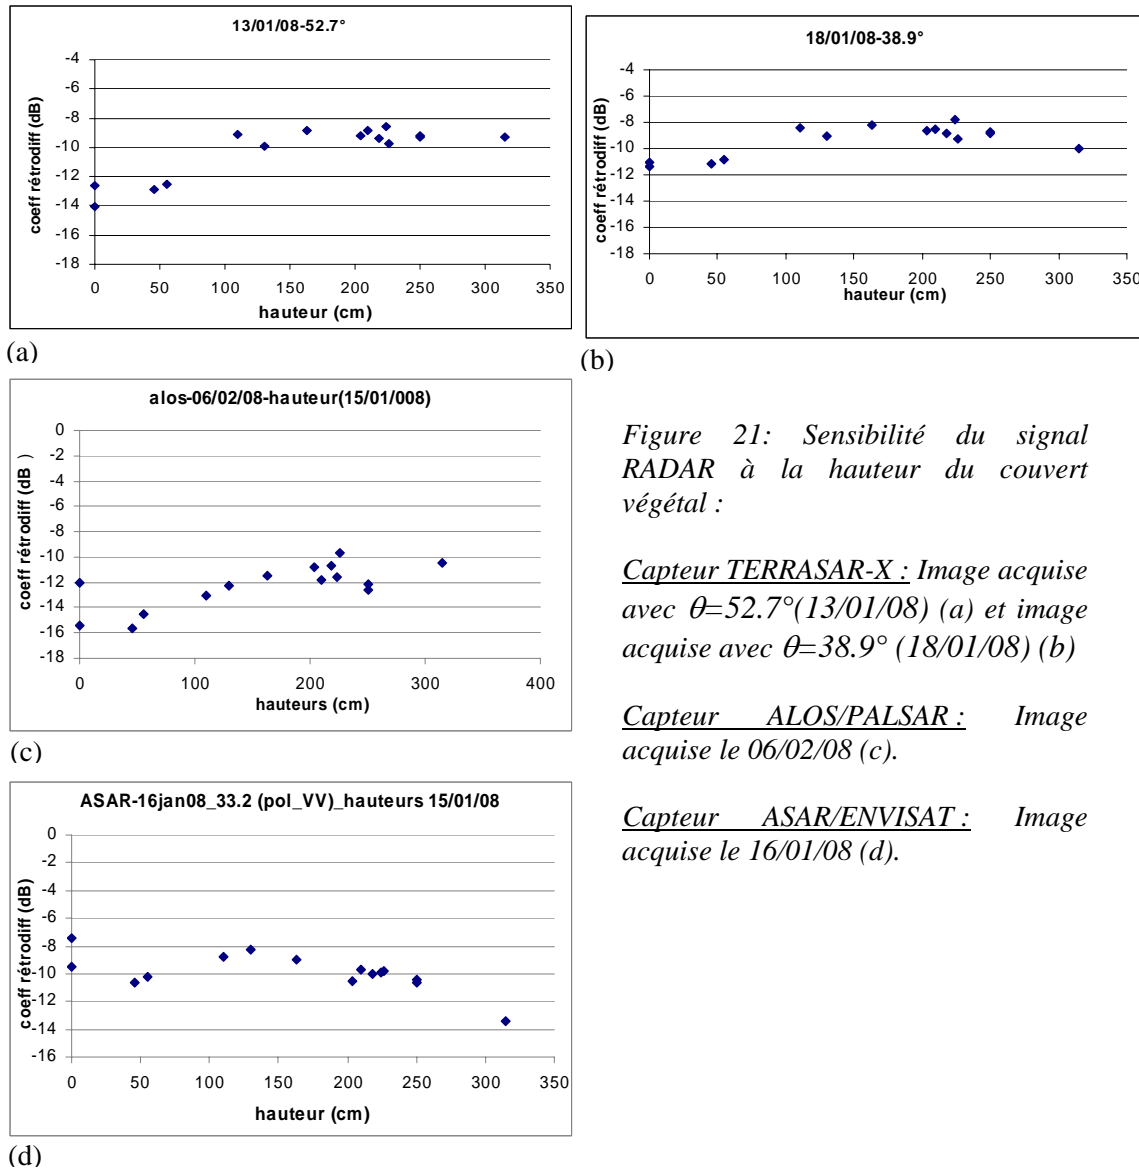 13/01/08-52.7°
-4
-6
-8
-10
-12
-14
-16
-18
coeff rétrodiff (dB)
0 50 100 150 200 250 300 350
hauteur (cm)
(a)
18/01/08-38.9°
-4
-6
-8
-10
-12
-14
-16
-18
coeff rétrodiff (dB)
0 50 100 150 200 250 300 350
hauteur (cm)
(b)
alos-06/02/08-hauteur(15/01/008)
0
-2
-4
-6
-8
-10
-12
-14
-16
-18
coeff rétrodiff (dB )
0 100 200 300 400
hauteurs (cm)
(c)
Figure 21: Sensibilité du signal
RADAR à la hauteur du couvert
végétal :
Capteur TERRASAR-X : Image acquise
avec θ=52.7°(13/01/08) (a) et image
acquise avec θ=38.9° (18/01/08) (b)
Capteur ALOS/PALSAR : Image
acquise le 06/02/08 (c).
Capteur ASAR/ENVISAT : Image
acquise le 16/01/08 (d).
ASAR-16jan08_33.2 (pol_VV)_hauteurs 15/01/08
0
-2
-4
-6
-8
-10
-12
-14
-16
coeff rétrodiff (dB)
0 50 100 150 200 250 300 350
hauteur (cm)
(d)